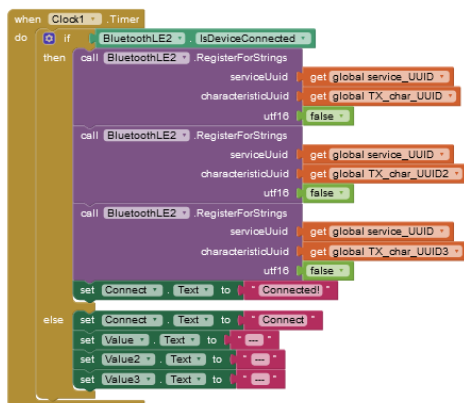 when Clock1 .Timer
do if BluetoothLE2 . IsDeviceConnected
then call BluetoothLE2 .RegisterForStrings
serviceUuid get global service_UUID
characteristicUuid get global TX_char_UUID
utf16 false
call BluetoothLE2 .RegisterForStrings
serviceUuid get global service_UUID
characteristicUuid get global TX_char_UUID2
utf16 false
call BluetoothLE2 .RegisterForStrings
serviceUuid get global service_UUID
characteristicUuid get global TX_char_UUID3
utf16 false
set Connect . Text to " Connected! "
else set Connect . Text to " Connect "
set Value . Text to " --- "
set Value2 . Text to " --- "
set Value3 . Text to " --- "